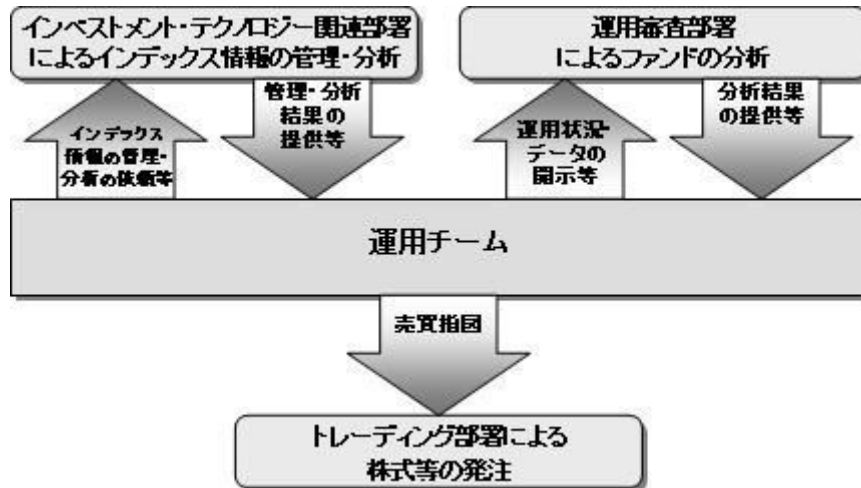 インベストメント・テクノロジー関連部署
によるインデックス情報の管理・分析
運用審査部署
によるファンドの分析
インデックス
情報の管理・
分析の依頼等
管理・分析
結果の
提供等
運用状況・
データの
開示等
分析結果
の提供等
運用チーム
売買指図
トレーディング部署による
株式等の発注